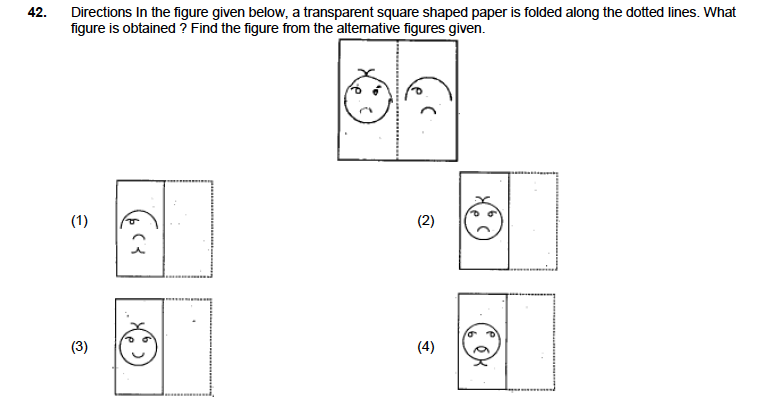 42. Directions In the figure given below, a transparent square shaped paper is folded along the dotted lines. What
figure is obtained ? Find the figure from the alternative figures given.
(1)
(2)
(3)
(4)